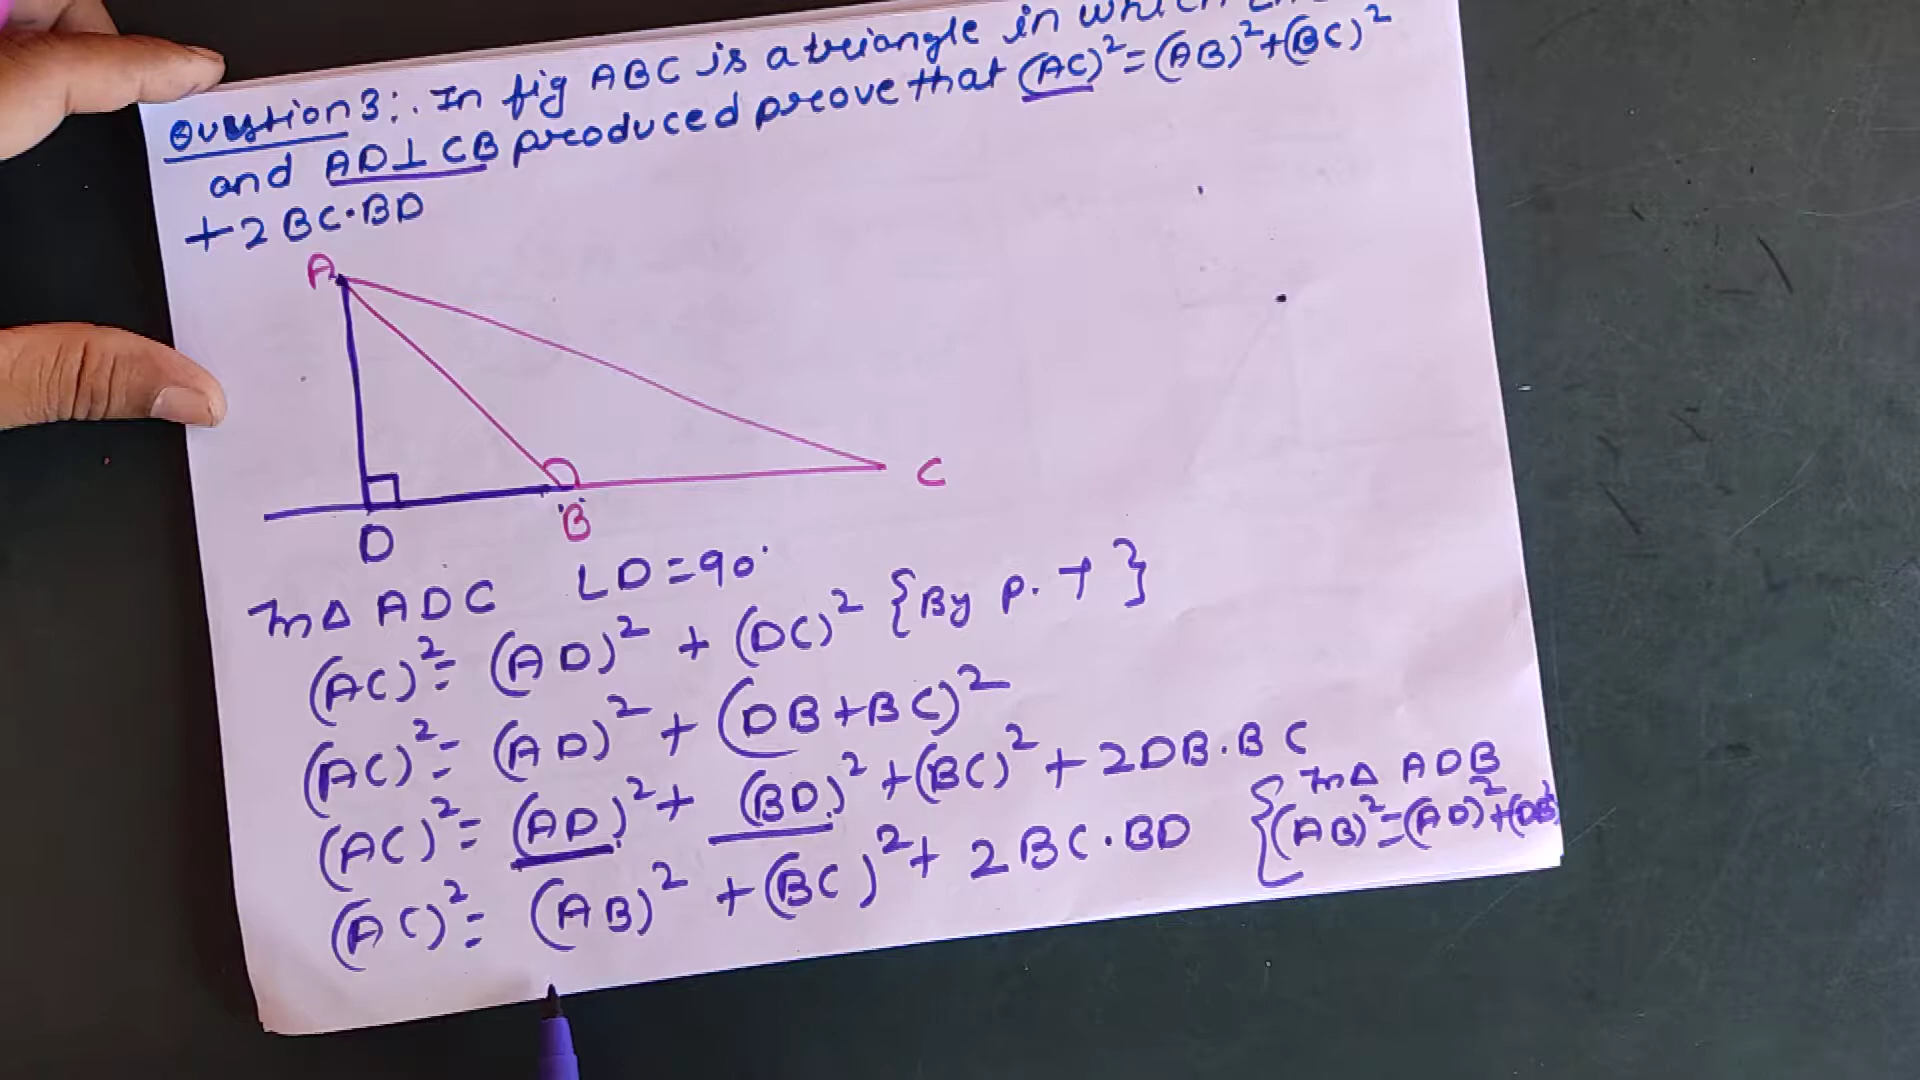 Question 3:. In fig ABC is a triangle in which
and AD⊥CB produced prove that (AC)²=(AB)²+(BC)²
+2BC·BD
A
D
B
C
In Δ ADC ∠D=90°
(AC)²= (AD)² + (DC)² {By P.T}
(AC)²= (AD)² + (DB+BC)²
(AC)²= (AD)²+ (BD)²+(BC)²+2DB·BC
(AC)²= (AB)² +(BC)²+ 2BC·BD
{In Δ ADB
(AB)²=(AD)²+(DB)²